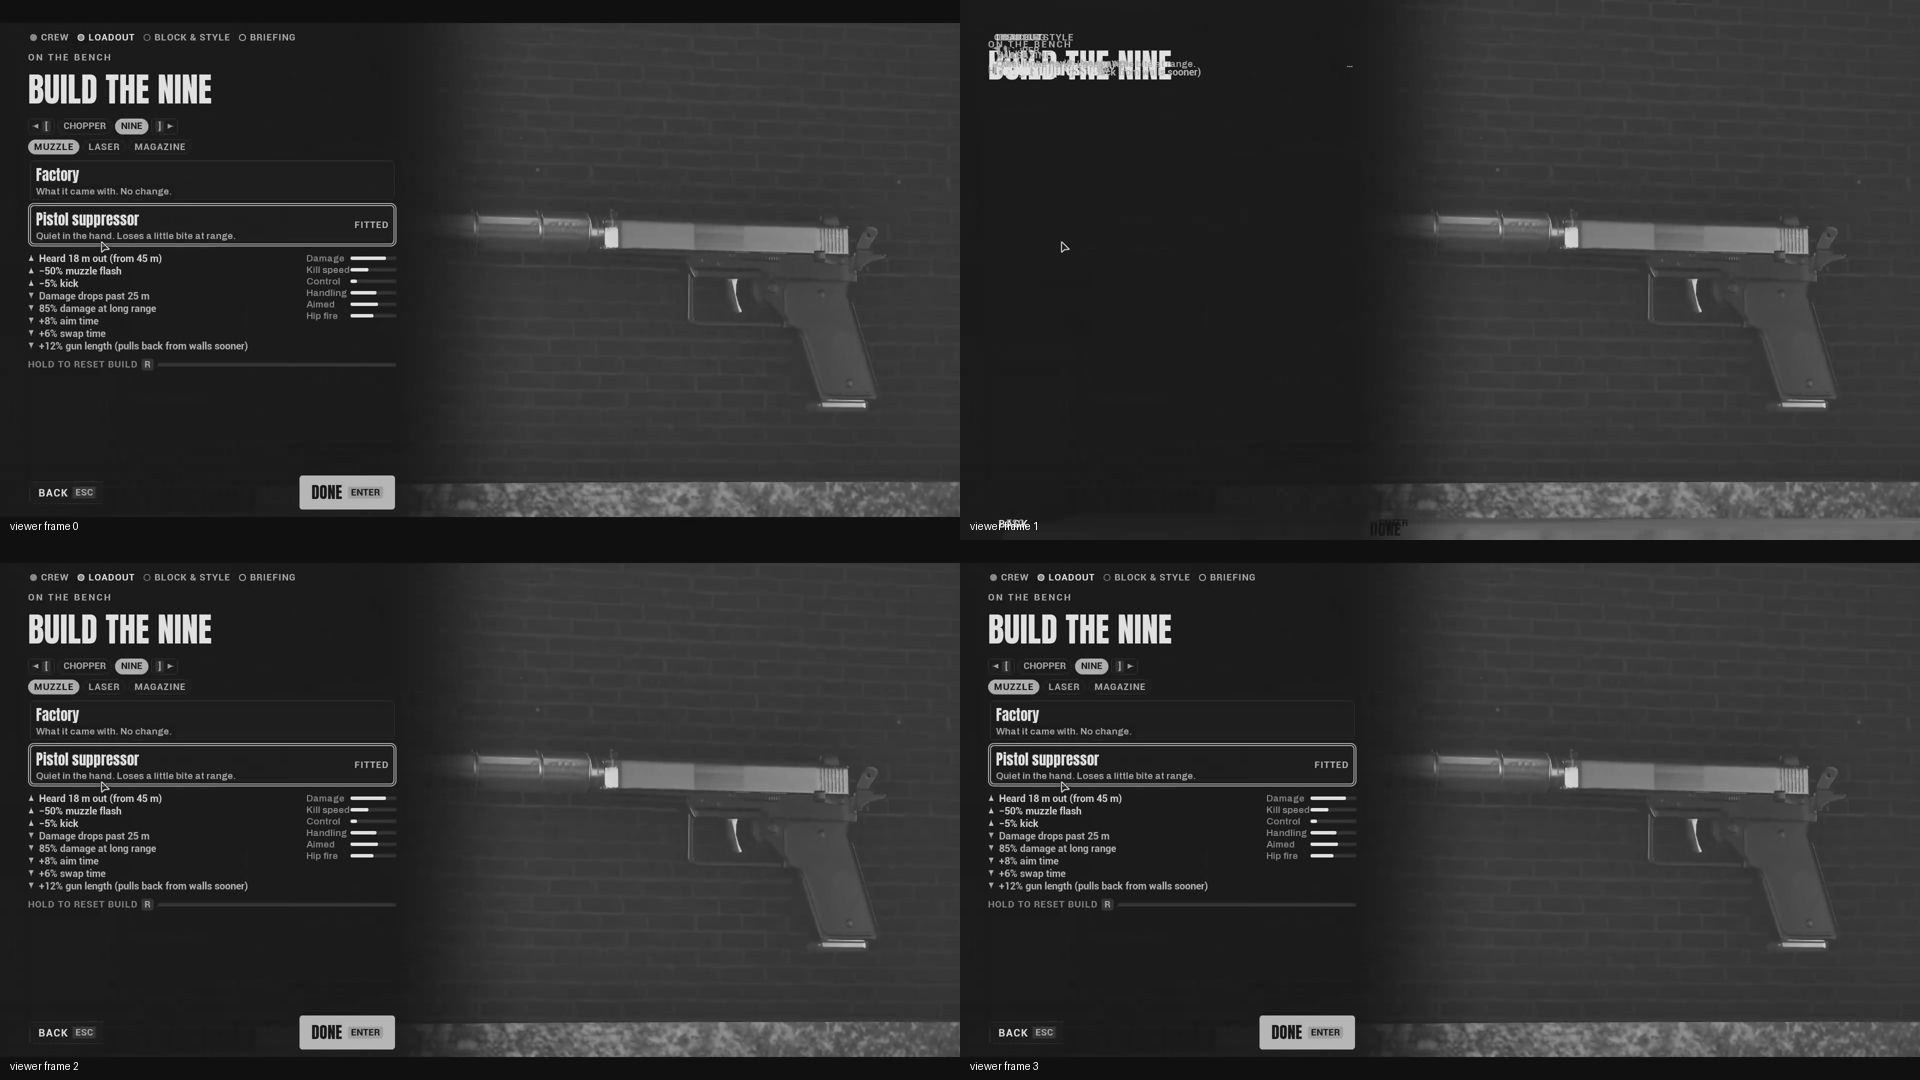 CREW LOADOUT BLOCK & STYLE BRIEFING
ON THE BENCH
BUILD THE NINE
[ CHOPPER NINE ]
MUZZLE LASER MAGAZINE
Factory
What it came with. No change.
Pistol suppressor
Quiet in the hand. Loses a little bite at range.
FITTED
Heard 18 m out (from 45 m)
−50% muzzle flash
−5% kick
Damage drops past 25 m
85% damage at long range
+8% aim time
+6% swap time
+12% gun length (pulls back from walls sooner)
Damage
Kill speed
Control
Handling
Aimed
Hip fire
HOLD TO RESET BUILD R
BACK ESC
DONE ENTER
viewer frame 0
ON THE BENCH
BUILD THE NINE
DONE
viewer frame 1
CREW LOADOUT BLOCK & STYLE BRIEFING
ON THE BENCH
BUILD THE NINE
[ CHOPPER NINE ]
MUZZLE LASER MAGAZINE
Factory
What it came with. No change.
Pistol suppressor
Quiet in the hand. Loses a little bite at range.
FITTED
Heard 18 m out (from 45 m)
−50% muzzle flash
−5% kick
Damage drops past 25 m
85% damage at long range
+8% aim time
+6% swap time
+12% gun length (pulls back from walls sooner)
Damage
Kill speed
Control
Handling
Aimed
Hip fire
HOLD TO RESET BUILD R
BACK ESC
DONE ENTER
viewer frame 2
CREW LOADOUT BLOCK & STYLE BRIEFING
ON THE BENCH
BUILD THE NINE
[ CHOPPER NINE ]
MUZZLE LASER MAGAZINE
Factory
What it came with. No change.
Pistol suppressor
Quiet in the hand. Loses a little bite at range.
FITTED
Heard 18 m out (from 45 m)
−50% muzzle flash
−5% kick
Damage drops past 25 m
85% damage at long range
+8% aim time
+6% swap time
+12% gun length (pulls back from walls sooner)
Damage
Kill speed
Control
Handling
Aimed
Hip fire
HOLD TO RESET BUILD R
BACK ESC
DONE ENTER
viewer frame 3